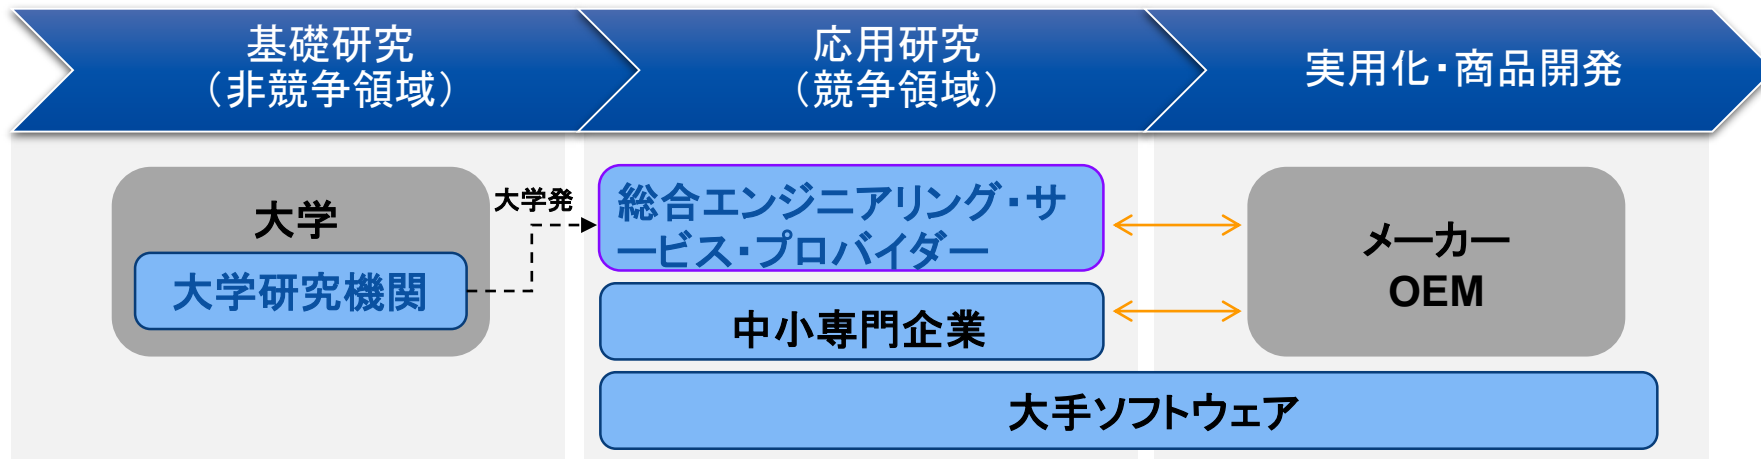 基礎研究
（非競争領域）
応用研究
（競争領域）
実用化・商品開発
大学
大学研究機関
大学発
総合エンジニアリング・サ
ービス・プロバイダー
中小専門企業
メーカー
OEM
大手ソフトウェア